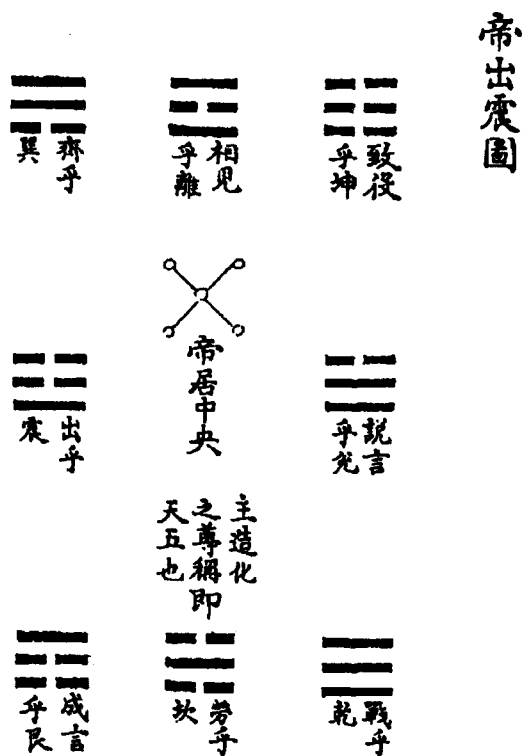 帝出震圖
致役
乎坤
相見
乎離
齊乎
巽
説言
乎兌
帝居中央
主造化
之尊稱即
天五也
出乎
震
戰乎
乾
勞乎
坎
成言
乎艮